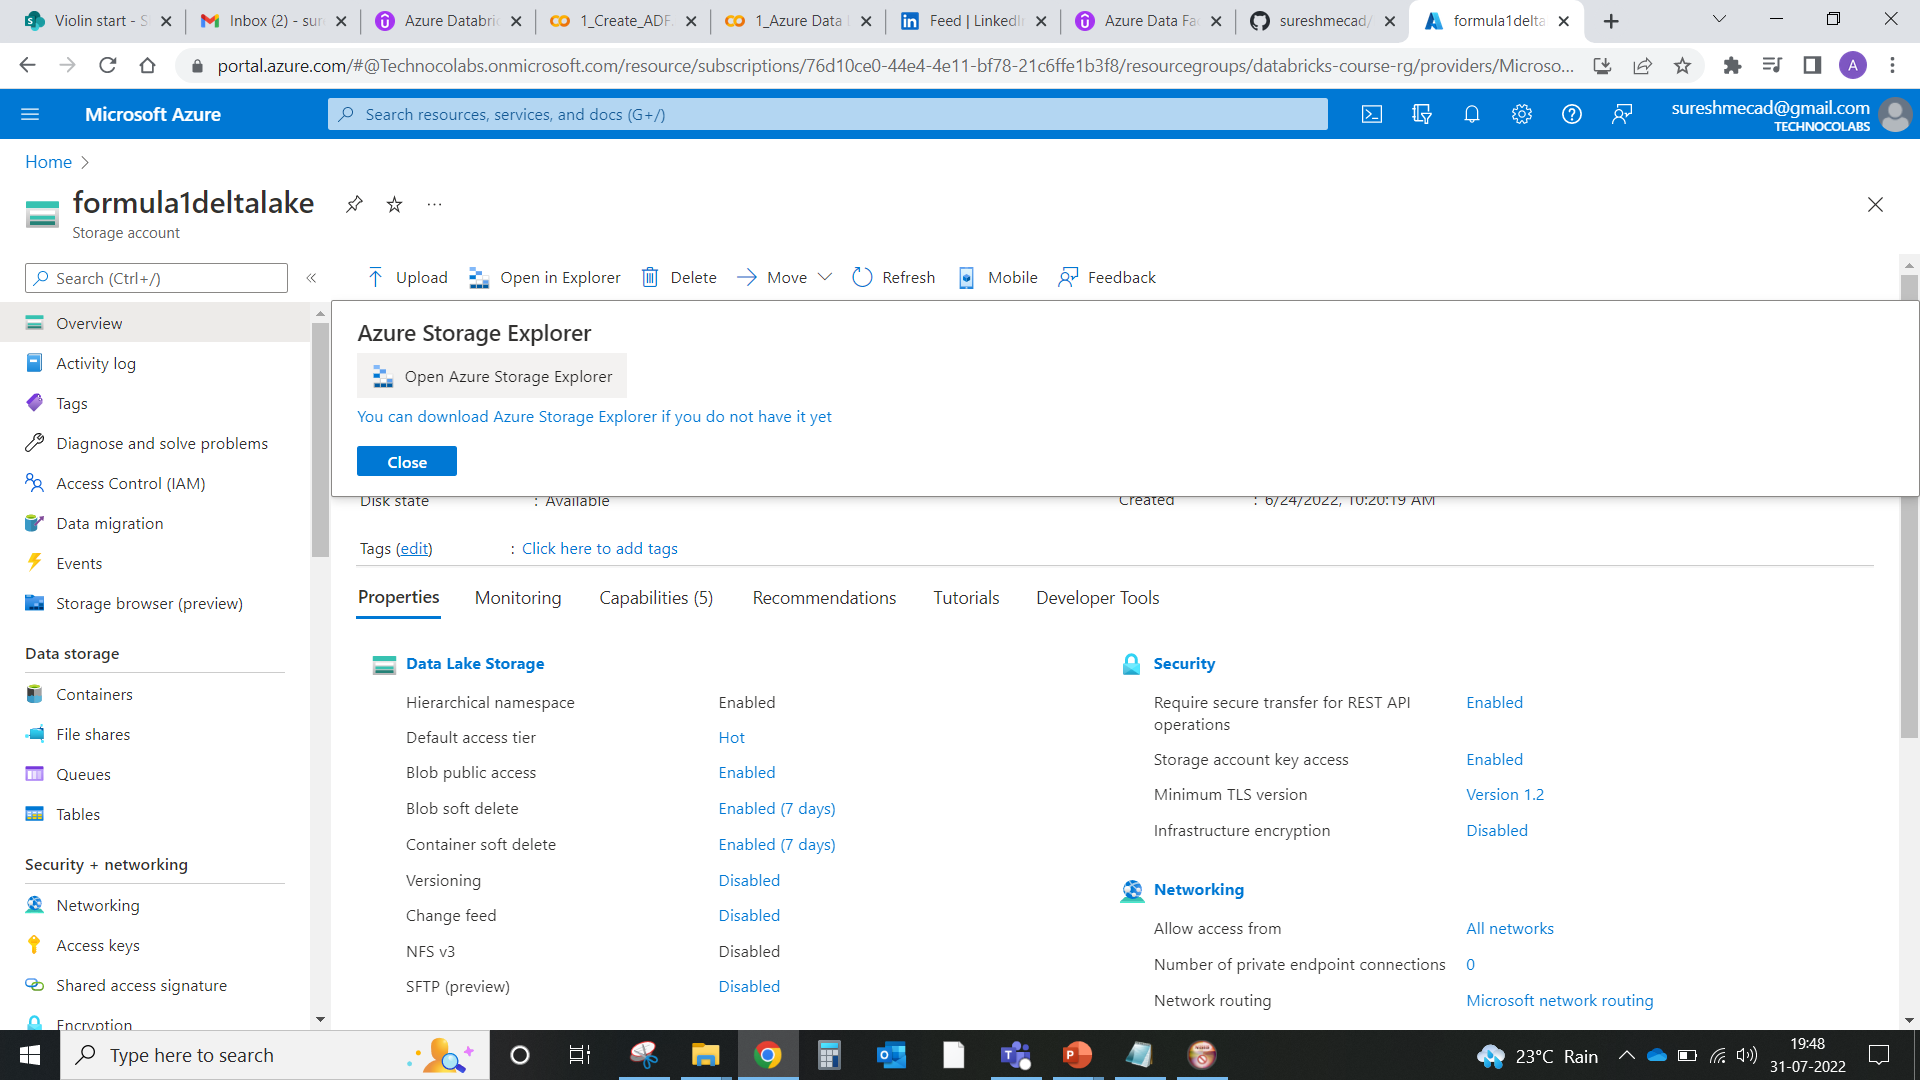 Violin start - S
Inbox (2) - sur
Azure Databric
1_Create_ADF
1_Azure Data
Feed | LinkedIn
Azure Data Fac
sureshmecad/
formula1delta
portal.azure.com/#@Technocolabs.onmicrosoft.com/resource/subscriptions/76d10ce0-44e4-4e11-bf78-21c6ffe1b3f8/resourcegroups/databricks-course-rg/providers/Microso...
A
Microsoft Azure
Search resources, services, and docs (G+/)
sureshmecad@gmail.com
TECHNOCOLABS
Home
formula1deltalake
Storage account
Search (Ctrl+/)
Upload
Open in Explorer
Delete
Move
Refresh
Mobile
Feedback
Overview
Activity log
Tags
Diagnose and solve problems
Access Control (IAM)
Data migration
Events
Storage browser (preview)
Data storage
Containers
File shares
Queues
Tables
Security + networking
Networking
Access keys
Shared access signature
Encryption
Azure Storage Explorer
Open Azure Storage Explorer
You can download Azure Storage Explorer if you do not have it yet
Close
Disk state : Available
Created : 6/24/2022, 10:20:19 AM
Tags (edit) : Click here to add tags
Properties
Monitoring
Capabilities (5)
Recommendations
Tutorials
Developer Tools
Data Lake Storage
Hierarchical namespace Enabled
Default access tier Hot
Blob public access Enabled
Blob soft delete Enabled (7 days)
Container soft delete Enabled (7 days)
Versioning Disabled
Change feed Disabled
NFS v3 Disabled
SFTP (preview) Disabled
Security
Require secure transfer for REST API Enabled
operations
Storage account key access Enabled
Minimum TLS version Version 1.2
Infrastructure encryption Disabled
Networking
Allow access from All networks
Number of private endpoint connections 0
Network routing Microsoft network routing
Type here to search
23°C Rain
19:48
31-07-2022